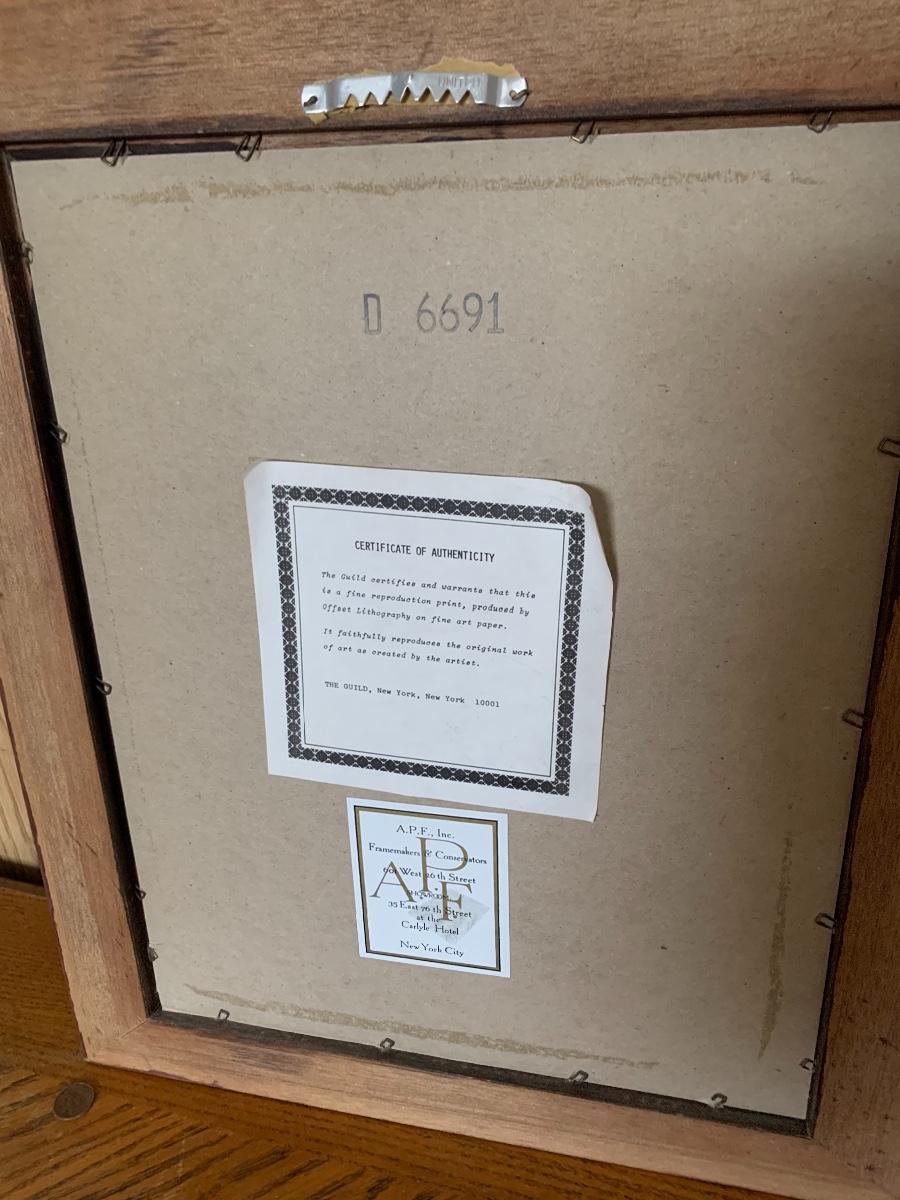 UNITED
D 6691
CERTIFICATE OF AUTHENTICITY
The Guild certifies and warrants that this
is a fine reproduction print, produced by
Offset Lithography on fine art paper.
It faithfully reproduces the original work
of art as created by the artist.
THE GUILD, New York, New York 10001
A.P.F., Inc.
Framemakers & Conservators
601 West 26th Street
SHOWROOM
35 East 76th Street
at the
Carlyle Hotel
New York City
A.P.F